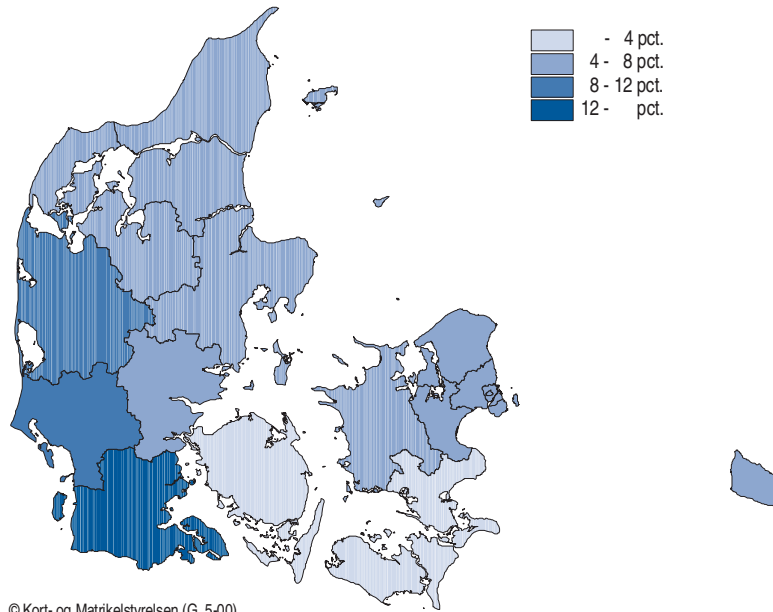 - 4 pct.
4 - 8 pct.
8 - 12 pct.
12 - pct.
© Kort- og Matrikelstyrelsen (G. 5-00)